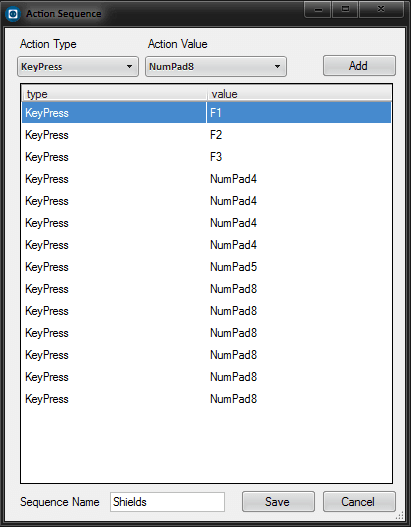 Action Sequence
Action Type Action Value
KeyPress NumPad8 Add
type value
KeyPress F1
KeyPress F2
KeyPress F3
KeyPress NumPad4
KeyPress NumPad4
KeyPress NumPad4
KeyPress NumPad4
KeyPress NumPad5
KeyPress NumPad8
KeyPress NumPad8
KeyPress NumPad8
KeyPress NumPad8
KeyPress NumPad8
KeyPress NumPad8
Sequence Name Shields Save Cancel